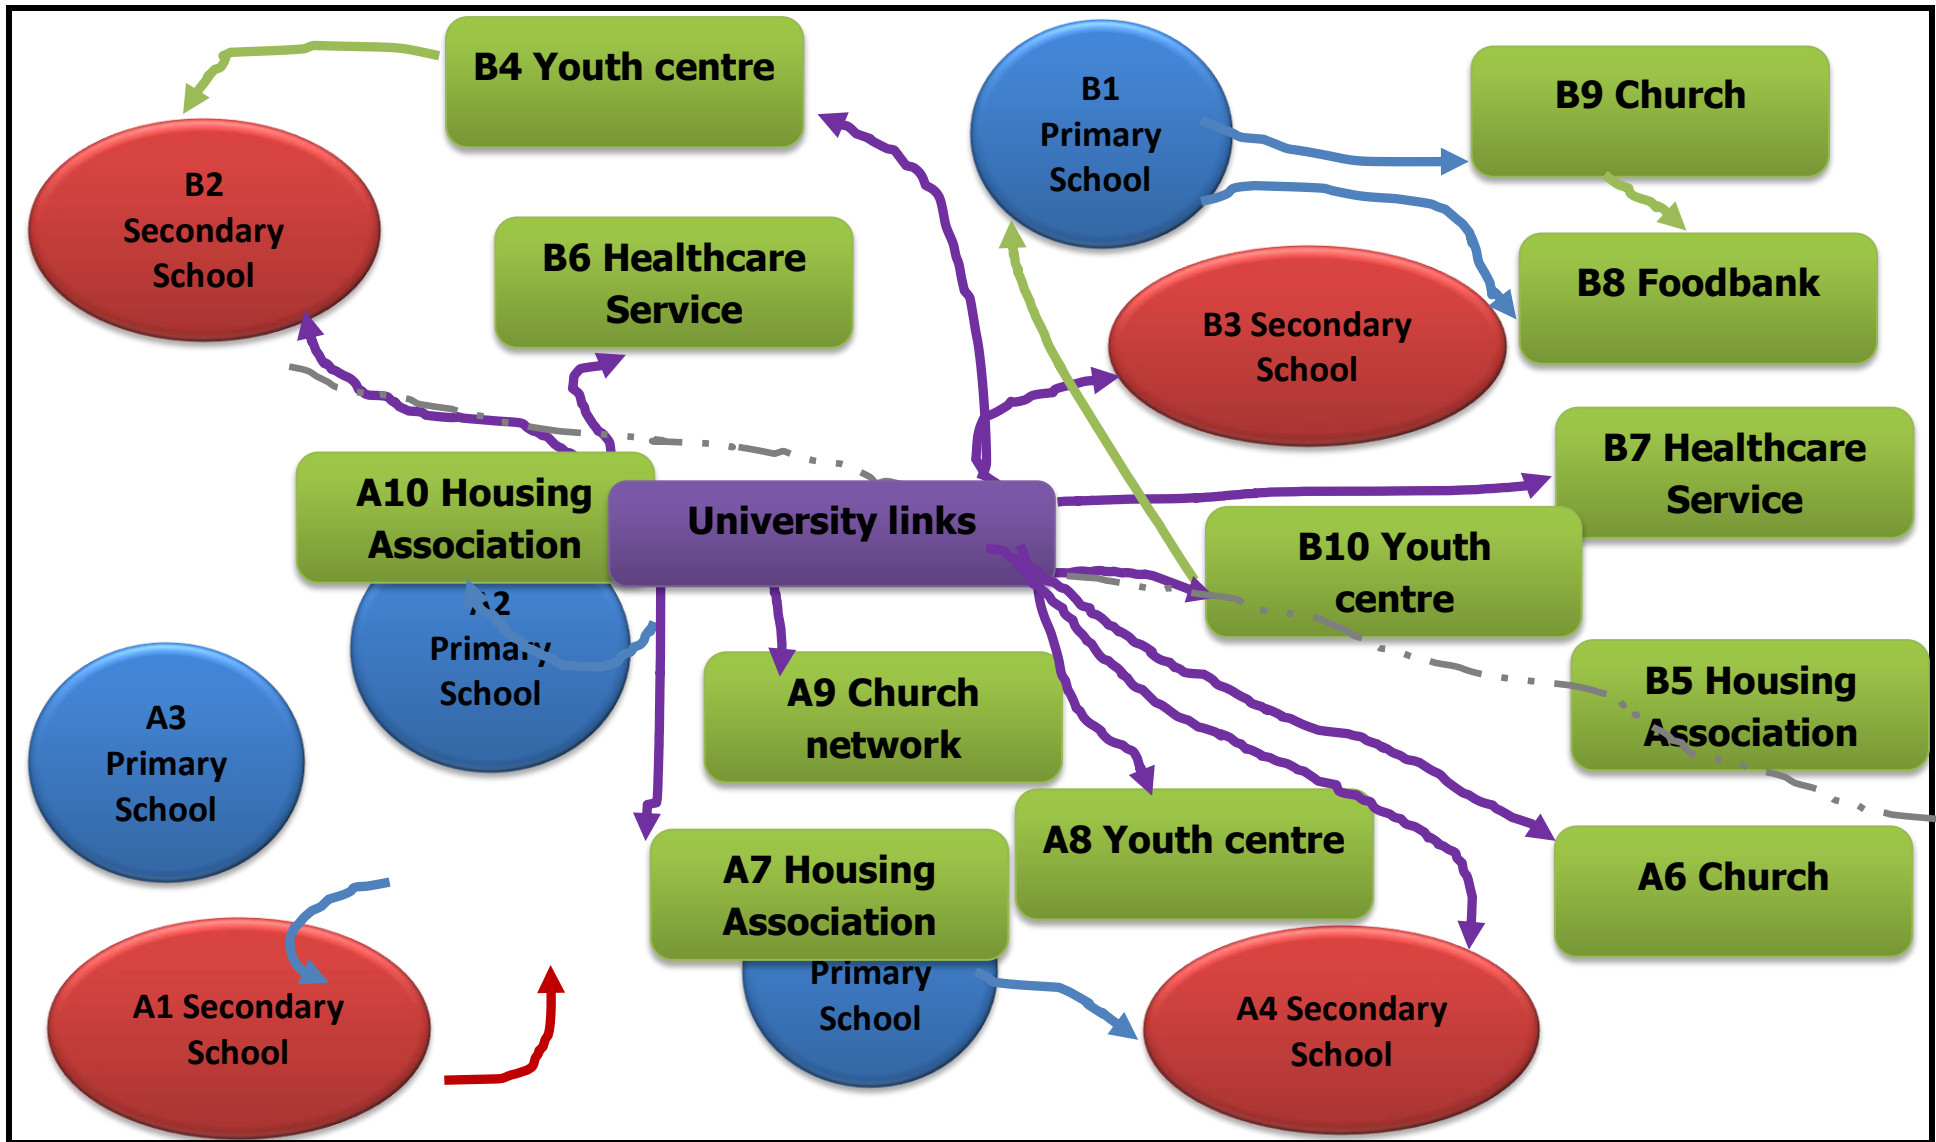 B4 Youth centre
B1
Primary
School
B9 Church
B2
Secondary
School
B6 Healthcare
Service
B8 Foodbank
B3 Secondary
School
B7 Healthcare
Service
A10 Housing
Association
University links
B10 Youth
centre
A2
Primary
School
B5 Housing
Association
A3
Primary
School
A9 Church
network
A8 Youth centre
A7 Housing
Association
A6 Church
Primary
School
A1 Secondary
School
A4 Secondary
School